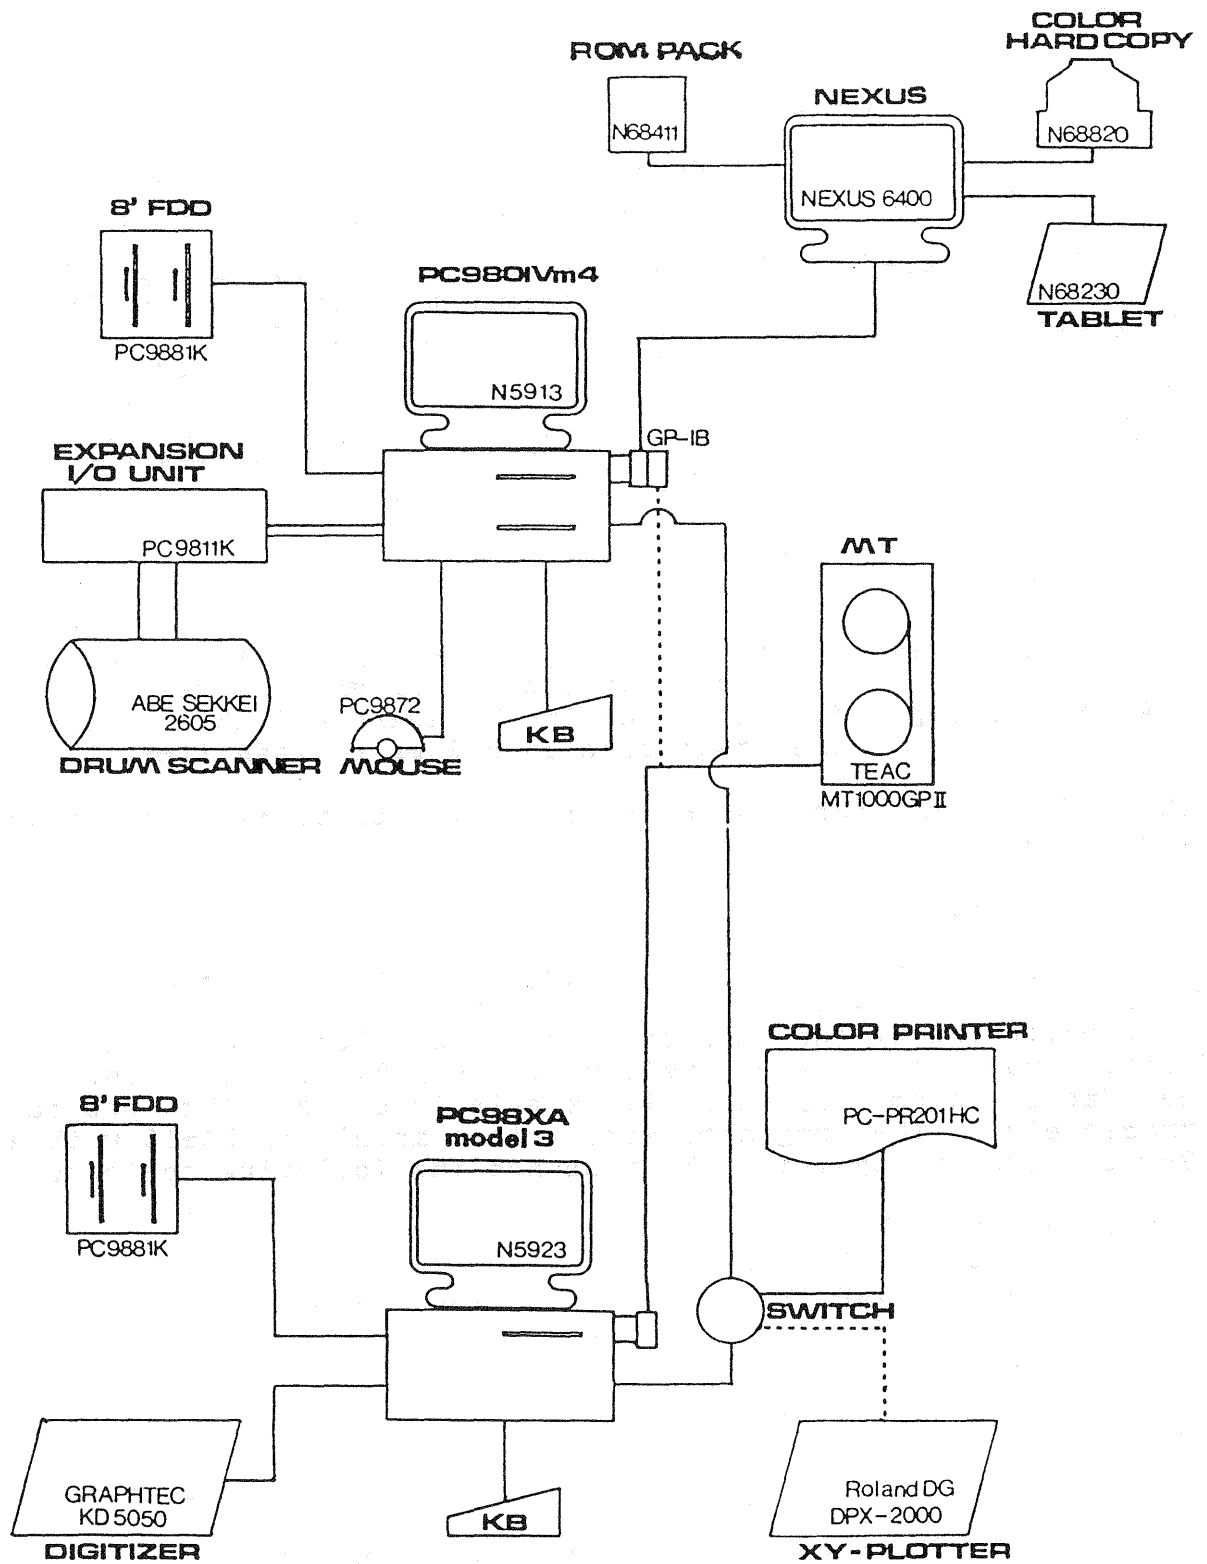 COLOR
HARD COPY
ROM PACK
NEXUS
N68411
N68820
NEXUS 6400
8' FDD
N68230
TABLET
PC980IVm4
PC9881K
N5913
GP-IB
EXPANSION
I/O UNIT
PC9811K
MT
ABE SEKKEI
2605
PC9872
KB
DRUM SCANNER
MOUSE
TEAC
MT1000GPⅡ
COLOR PRINTER
8' FDD
PC98XA
model 3
PC-PR201HC
PC9881K
N5923
SWITCH
GRAPHTEC
KD5050
Roland DG
DPX-2000
KB
DIGITIZER
XY-PLOTTER